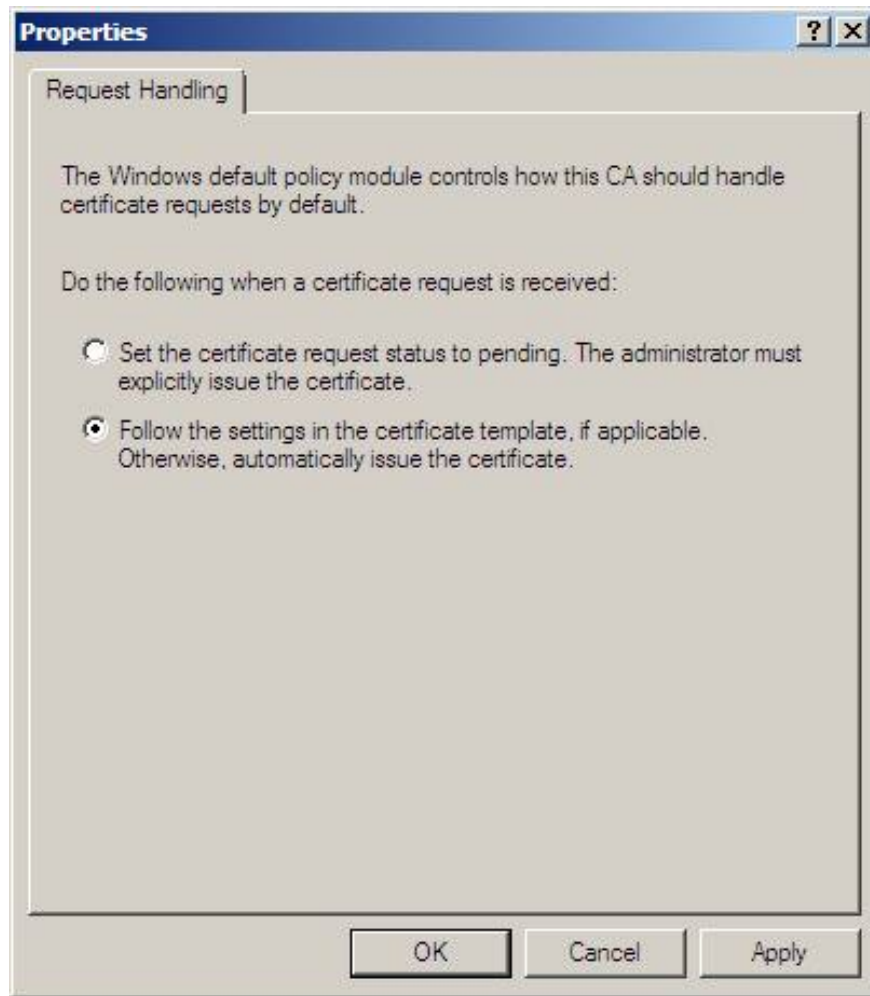 Properties
Request Handling
The Windows default policy module controls how this CA should handle
certificate requests by default.
Do the following when a certificate request is received:
Set the certificate request status to pending. The administrator must
explicitly issue the certificate.
Follow the settings in the certificate template, if applicable.
Otherwise, automatically issue the certificate.
OK Cancel Apply